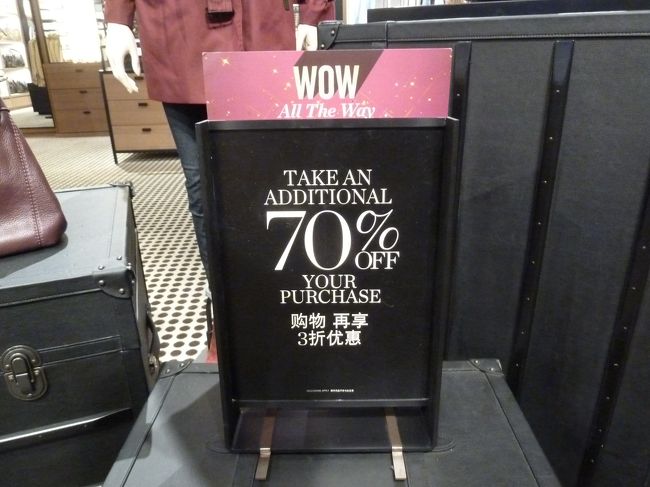 WOW
All The Way
TAKE AN
ADDITIONAL
70% OFF
YOUR
PURCHASE
购物 再享
3折优惠